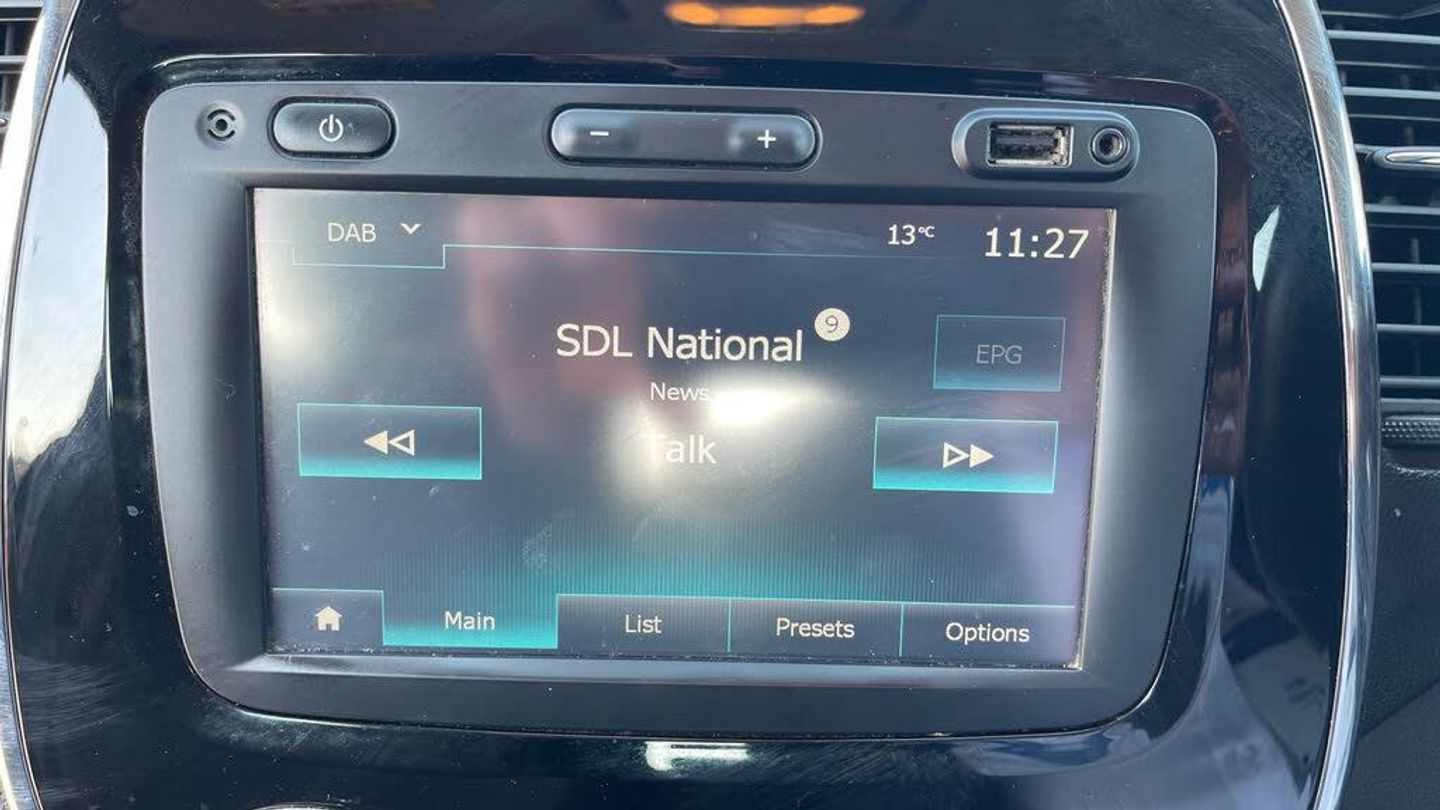 DAB
13°C
11:27
SDL National 9
EPG
News
Talk
Main
List
Presets
Options